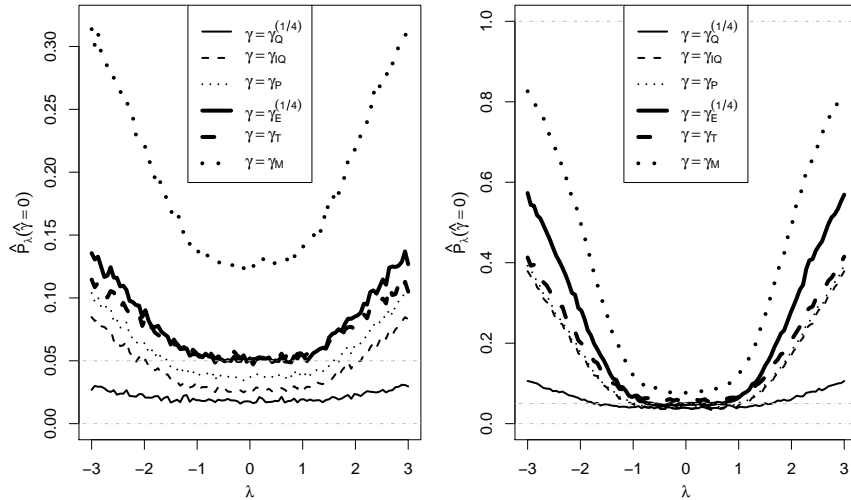 γ = γ_Q^(1/4)
γ = γ_IQ
γ = γ_P
γ = γ_E^(1/4)
γ = γ_T
γ = γ_M
P̂_λ(γ̂ = 0)
0.30
0.25
0.20
0.15
0.10
0.05
0.00
−3 −2 −1 0 1 2 3
λ
γ = γ_Q^(1/4)
γ = γ_IQ
γ = γ_P
γ = γ_E^(1/4)
γ = γ_T
γ = γ_M
P̂_λ(γ̂ = 0)
1.0
0.8
0.6
0.4
0.2
0.0
−3 −2 −1 0 1 2 3
λ